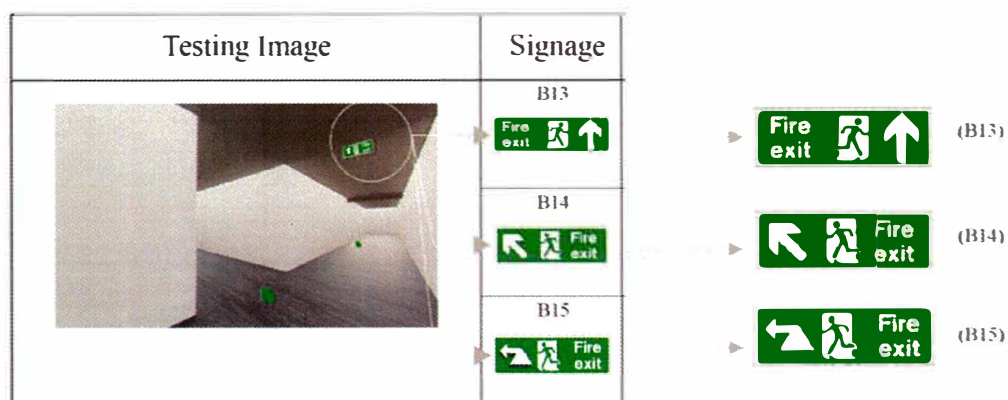 Testing Image
Signage
B13
Fire
exit
B14
Fire
exit
B15
Fire
exit
Fire
exit
(B13)
Fire
exit
(B14)
Fire
exit
(B15)